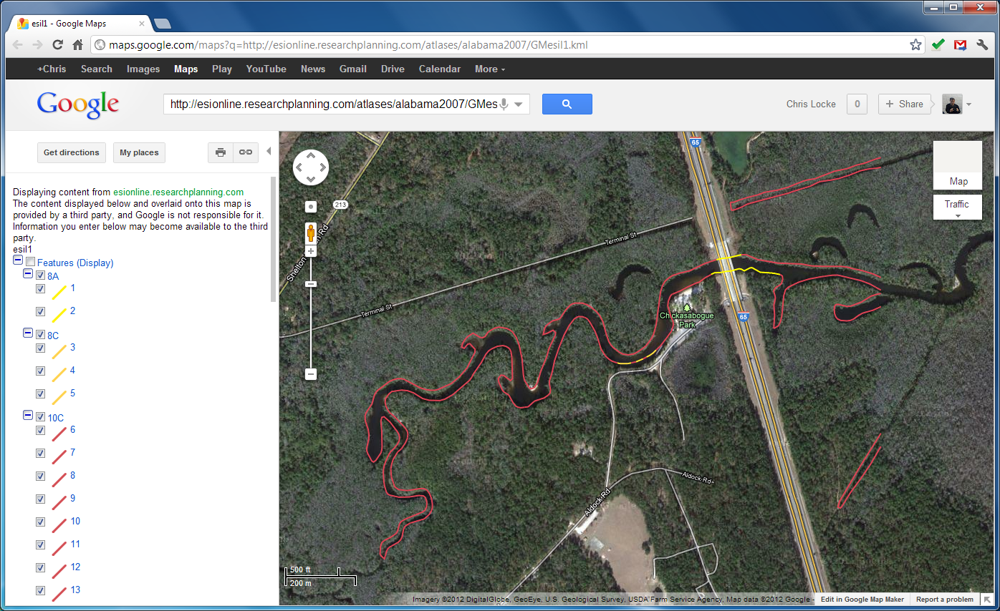 esil1 - Google Maps
maps.google.com/maps?q=http://esionline.researchplanning.com/atlases/alabama2007/GMesil1.kml
+Chris Search Images Maps Play YouTube News Gmail Drive Calendar More
Google
http://esionline.researchplanning.com/atlases/alabama2007/GMes
Chris Locke 0 + Share
Get directions My places
Displaying content from esionline.researchplanning.com
The content displayed below and overlaid onto this map is
provided by a third party, and Google is not responsible for it.
Information you enter below may become available to the third
party.
esil1
Features (Display)
8A
1
2
8C
3
4
5
10C
6
7
8
9
10
11
12
13
65
Map
Traffic
213
Terminal St
Terminal St
Chickasabogue
Park
65
Aldock Rd
Aldock Rd
500 ft
200 m
Imagery ©2012 DigitalGlobe, GeoEye, U.S. Geological Survey, USDA Farm Service Agency, Map data ©2012 Google - Edit in Google Map Maker Report a problem